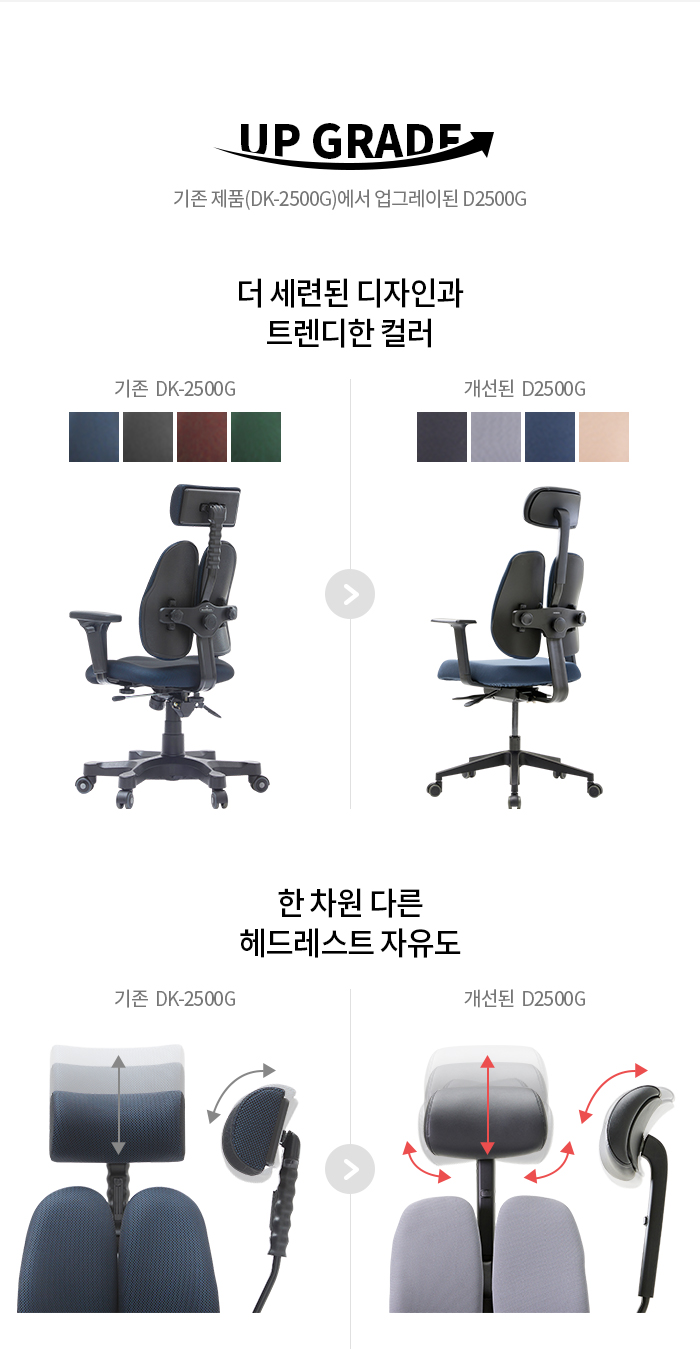 UP GRADE
기존 제품(DK-2500G)에서 업그레이된 D2500G
더 세련된 디자인과
트렌디한 컬러
기존 DK-2500G
개선된 D2500G
한 차원 다른
헤드레스트 자유도
기존 DK-2500G
개선된 D2500G